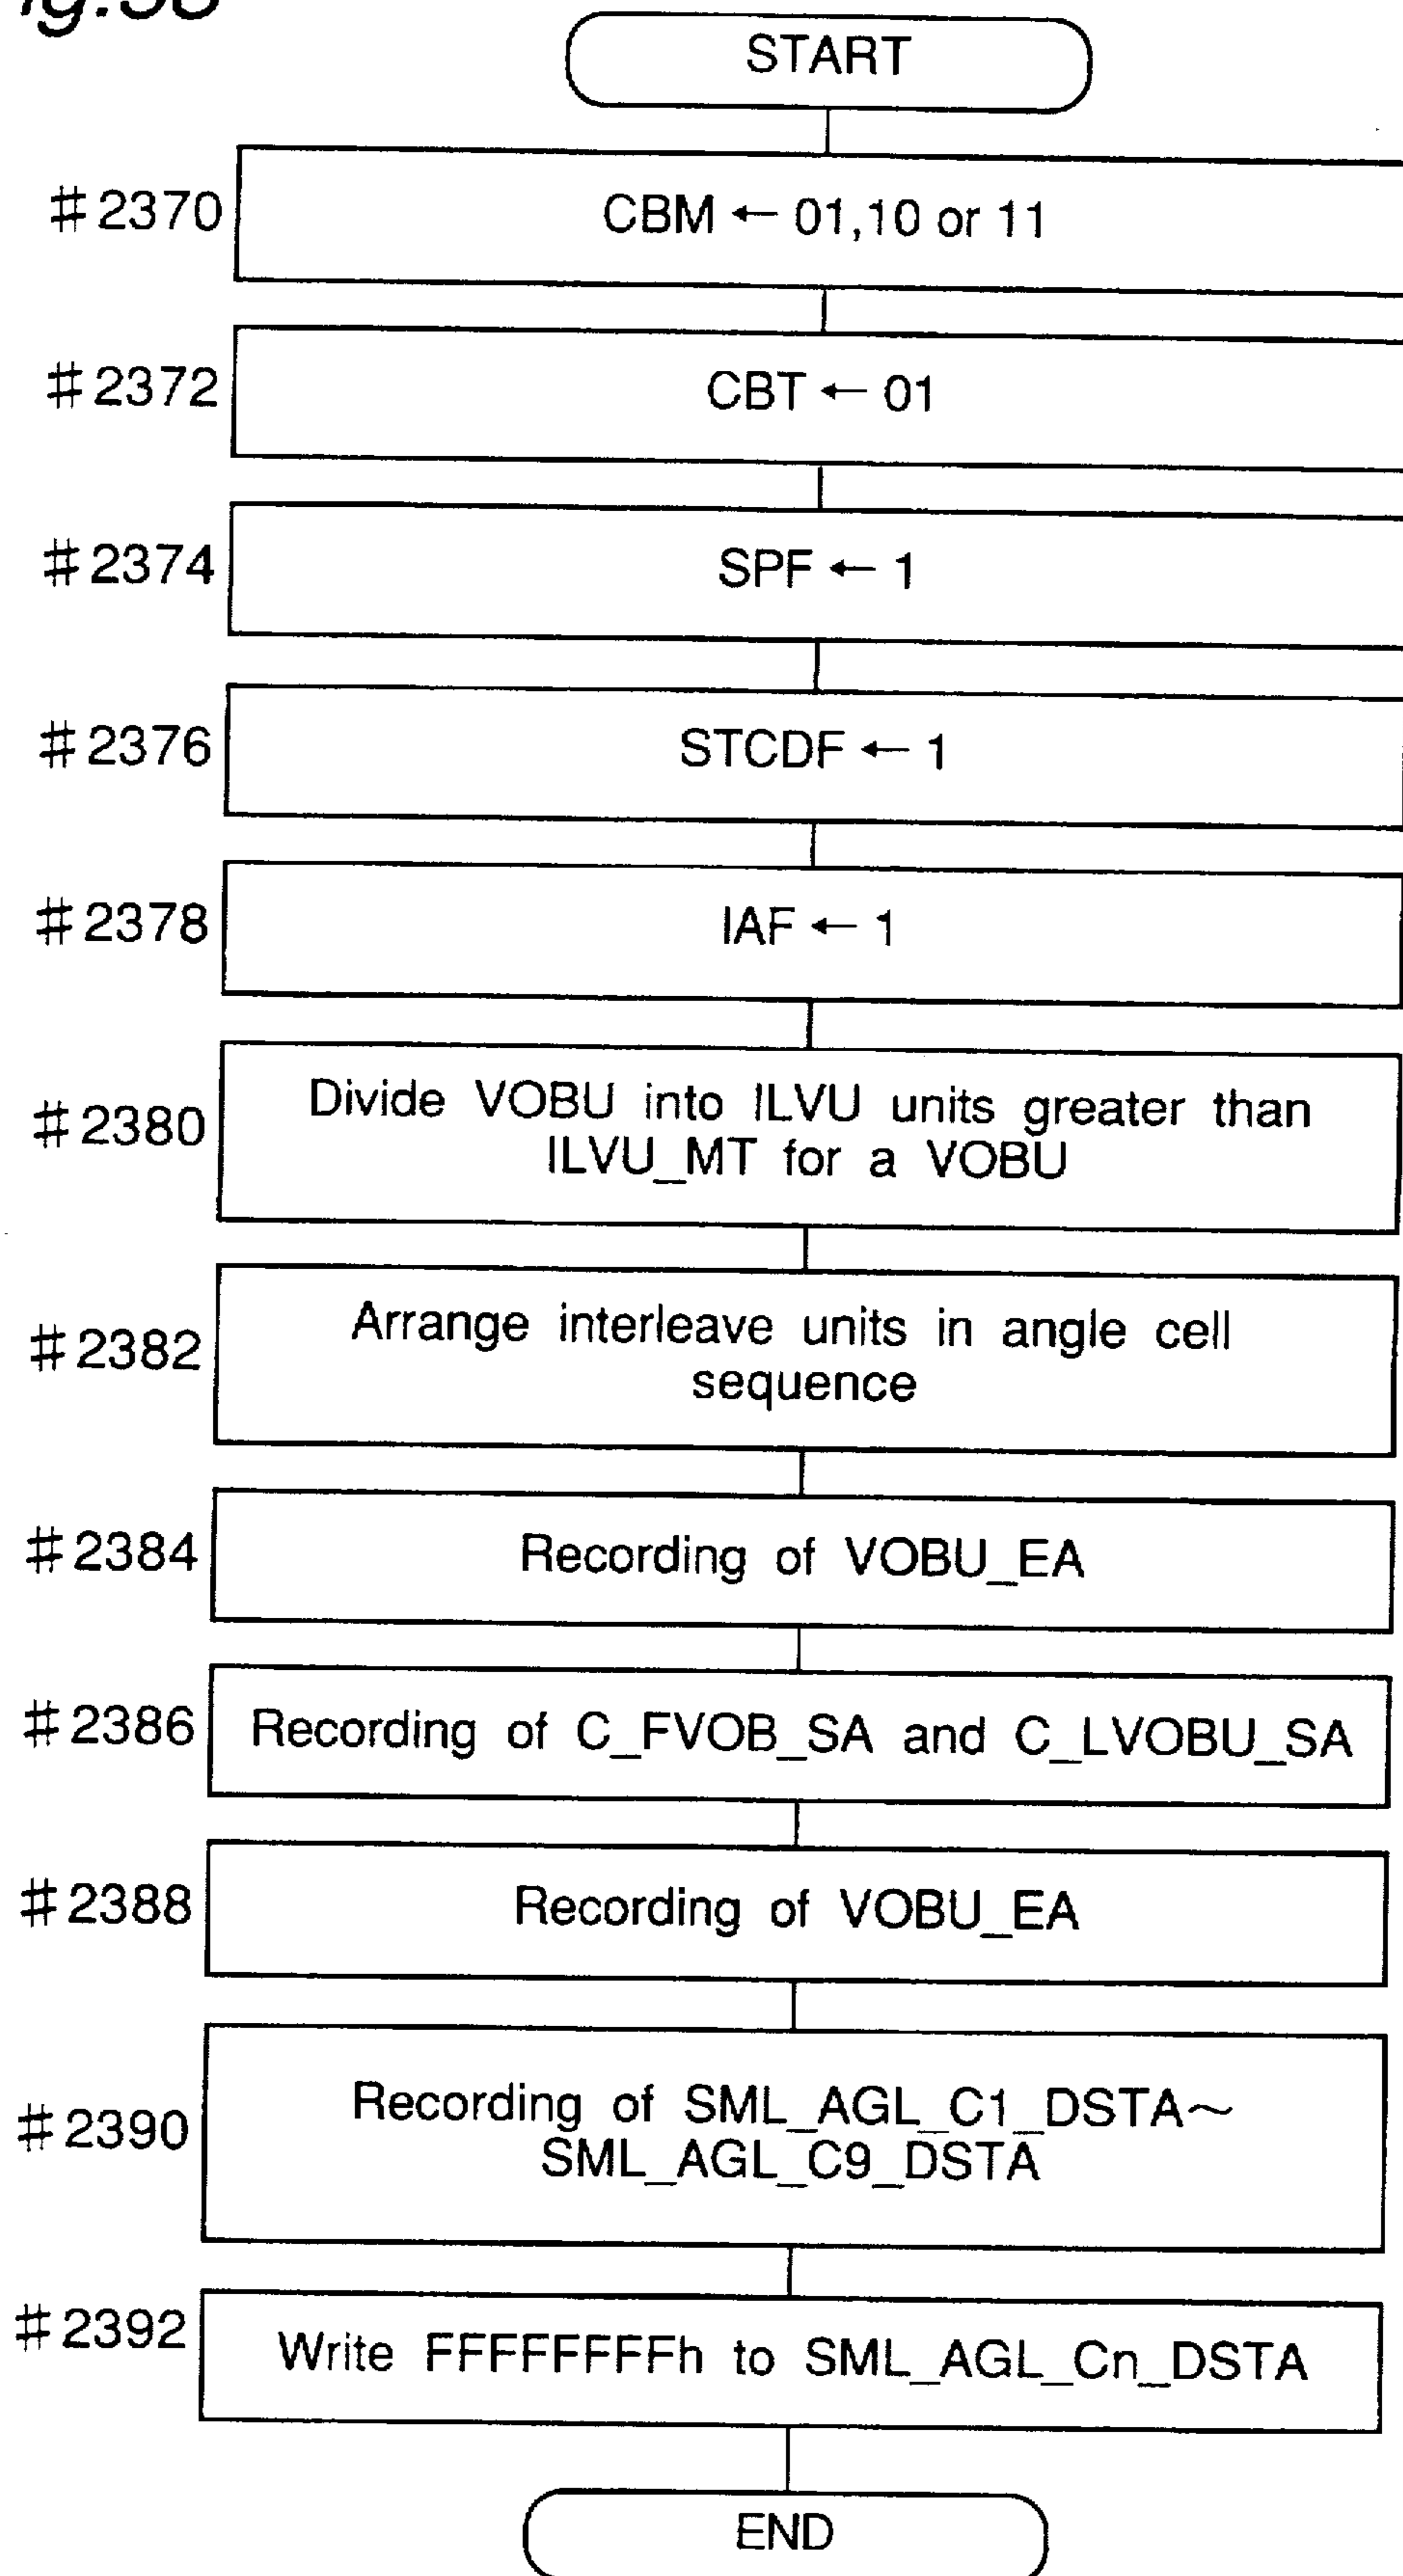 START
#2370
CBM ← 01,10 or 11
#2372
CBT ← 01
#2374
SPF ← 1
#2376
STCDF ← 1
#2378
IAF ← 1
#2380
Divide VOBU into ILVU units greater than
ILVU_MT for a VOBU
#2382
Arrange interleave units in angle cell
sequence
#2384
Recording of VOBU_EA
#2386
Recording of C_FVOB_SA and C_LVOBU_SA
#2388
Recording of VOBU_EA
#2390
Recording of SML_AGL_C1_DSTA~
SML_AGL_C9_DSTA
#2392
Write FFFFFFFFh to SML_AGL_Cn_DSTA
END